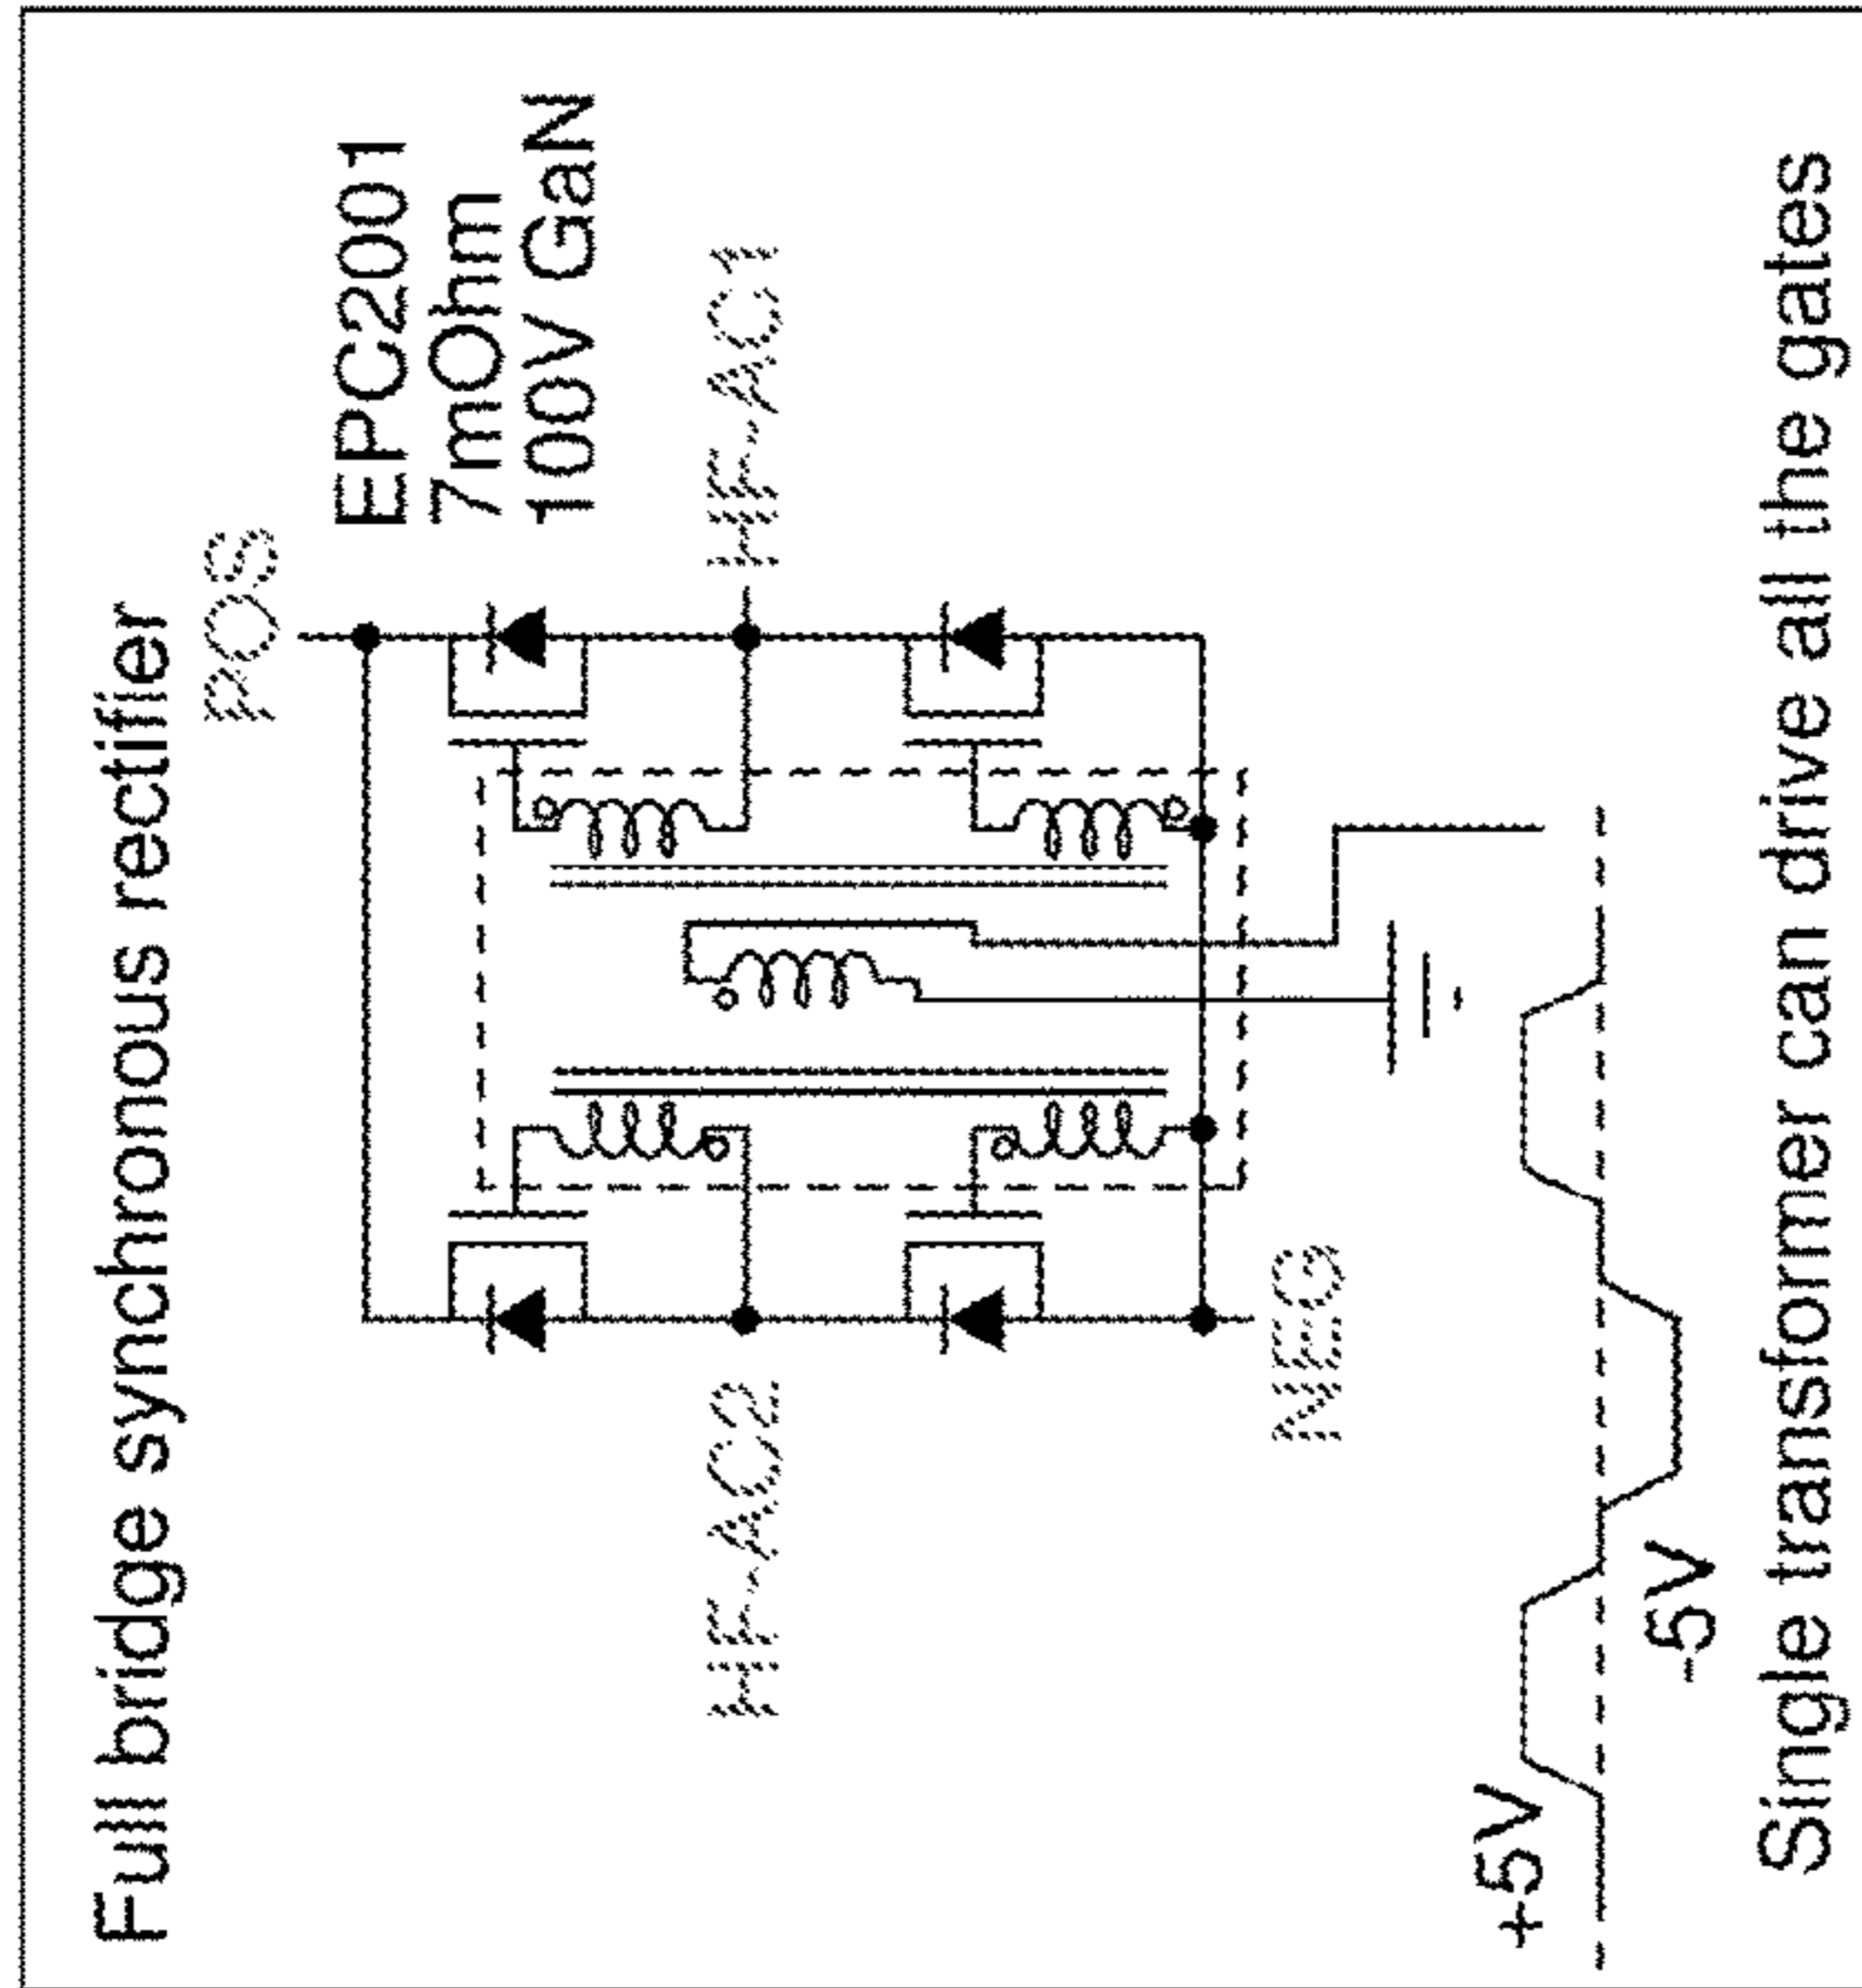 Full bridge synchronous rectifier
POS
EPC2001
7mOhm
100V GaN
HF-AC2
HF-AC1
NEG
+5V
-5V
Single transformer can drive all the gates